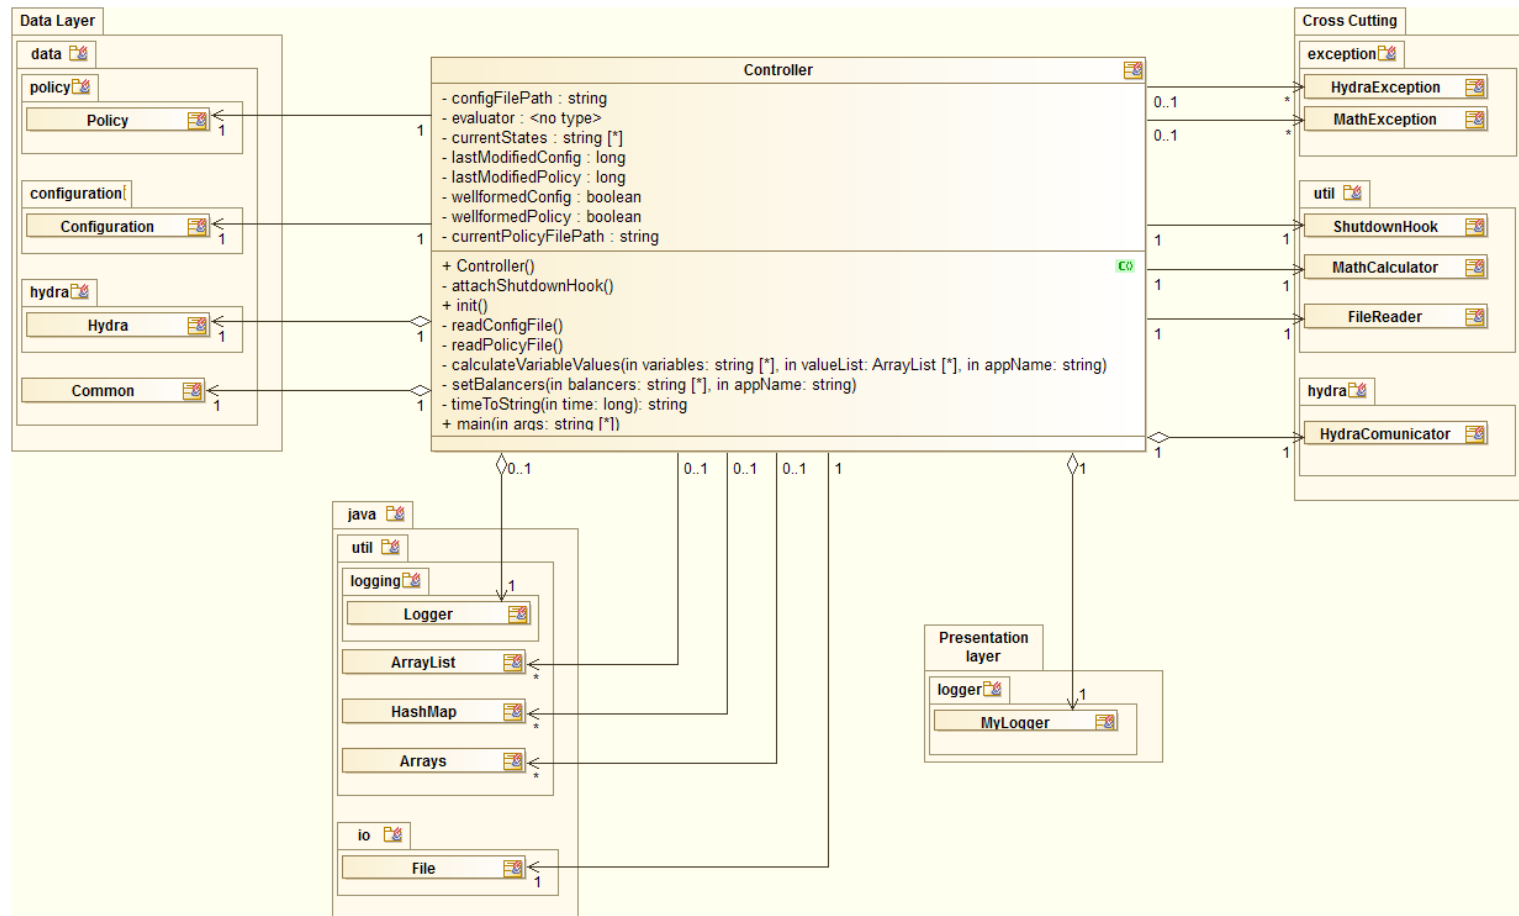 Data Layer
data
policy
Policy
1
configuration
Configuration
1
hydra
Hydra
1
Common
1
Controller
- configFilePath : string
- evaluator : <no type>
- currentStates : string [*]
- lastModifiedConfig : long
- lastModifiedPolicy : long
- wellformedConfig : boolean
- wellformedPolicy : boolean
- currentPolicyFilePath : string
+ Controller()
- attachShutdownHook()
+ init()
- readConfigFile()
- readPolicyFile()
- calculateVariableValues(in variables: string [*], in valueList: ArrayList [*], in appName: string)
- setBalancers(in balancers: string [*], in appName: string)
- timeToString(in time: long): string
+ main(in args: string [*])
1
1
1
1
Cross Cutting
exception
HydraException
0..1 *
MathException
0..1 *
util
ShutdownHook
1 1
MathCalculator
1 1
FileReader
1 1
hydra
HydraComunicator
1 1
0..1 0..1 0..1 0..1 1 1
java
util
logging
1
Logger
ArrayList
*
HashMap
*
Arrays
*
io
File
1
Presentation
layer
logger
1
MyLogger